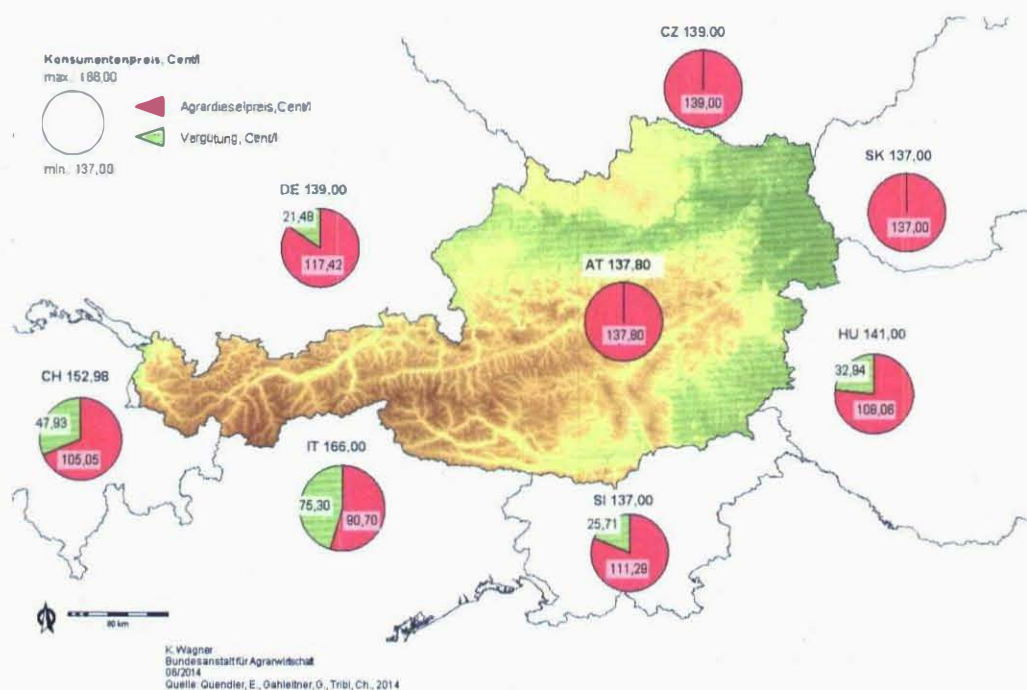 Konsumentenpreis, Cent/l
max.: 166,00
Agrardieselpreis, Cent/l
Vergütung, Cent/l
min.: 137,00
CZ 139.00
139,00
SK 137,00
137,00
DE 139.00
21,48
117,42
AT 137,80
137,80
HU 141,00
32,94
108,06
CH 152,98
47,93
105,05
IT 166,00
75,30
90,70
SI 137,00
25,71
111,29
80 km
K. Wagner
Bundesanstalt für Agrarwirtschaft
06/2014
Quelle: Quendler, E., Gahleitner, G., Tribl, Ch., 2014